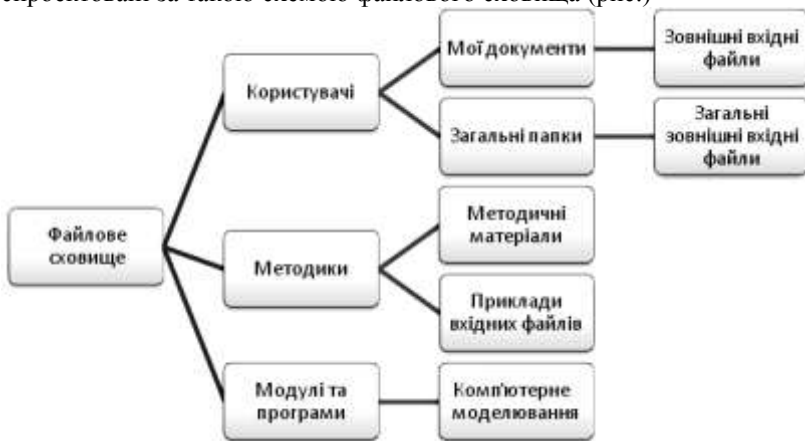 спроектовані за такою схемою файлового сховища (рис.)
Мої документи
Зовнішні вхідні
файли
Користувачі
Загальні папки
Загальні
зовнішні вхідні
файли
Файлове
сховище
Методики
Методичні
матеріали
Приклади
вхідних файлів
Модулі та
програми
Комп'ютерне
моделювання